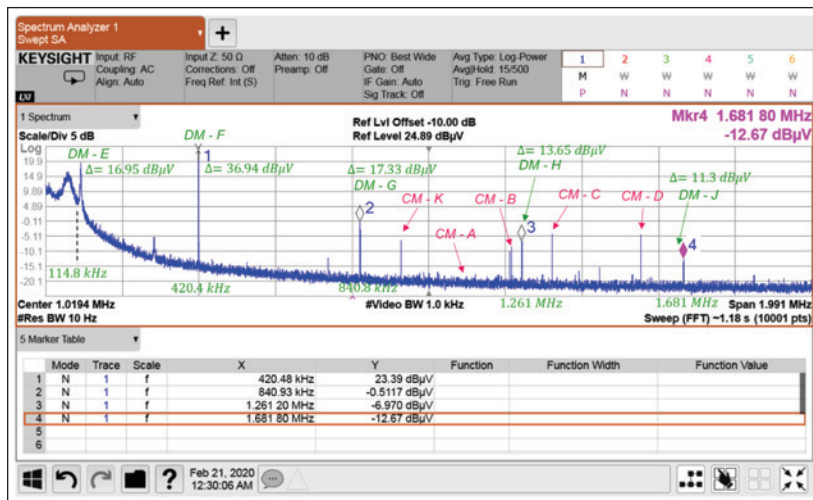 Spectrum Analyzer 1
Swept SA
+
KEYSIGHT
LXI
Input: RF
Coupling: AC
Align: Auto
Input Z: 50 Ω
Corrections: Off
Freq Ref: Int (S)
Atten: 10 dB
Preamp: Off
PNO: Best Wide
Gate: Off
IF Gain: Auto
Sig Track: Off
Avg Type: Log-Power
Avg|Hold: 15/500
Trig: Free Run
1 2 3 4 5 6
M W W W W W
P N N N N N
1 Spectrum
Scale/Div 5 dB
Ref Lvl Offset -10.00 dB
Ref Level 24.89 dBµV
Mkr4 1.681 80 MHz
-12.67 dBµV
Log
19.9
14.9
9.89
4.89
-0.11
-5.11
-10.1
-15.1
-20.1
DM - E
Δ= 16.95 dBµV
DM - F
1
Δ= 36.94 dBµV
Δ= 17.33 dBµV
DM - G
2
CM - K
CM - A
CM - B
Δ= 13.65 dBµV
DM - H
3
CM - C
CM - D
Δ= 11.3 dBµV
DM - J
4
114.8 kHz
420.4 kHz
840.8 kHz
1.261 MHz
1.681 MHz
Center 1.0194 MHz
#Res BW 10 Hz
#Video BW 1.0 kHz
Span 1.991 MHz
Sweep (FFT) ~1.18 s (10001 pts)
5 Marker Table
Mode Trace Scale X Y Function Function Width Function Value
1 N 1 f 420.48 kHz 23.39 dBµV
2 N 1 f 840.93 kHz -0.5117 dBµV
3 N 1 f 1.261 20 MHz -6.970 dBµV
4 N 1 f 1.681 80 MHz -12.67 dBµV
5
6
?
Feb 21, 2020
12:30:06 AM